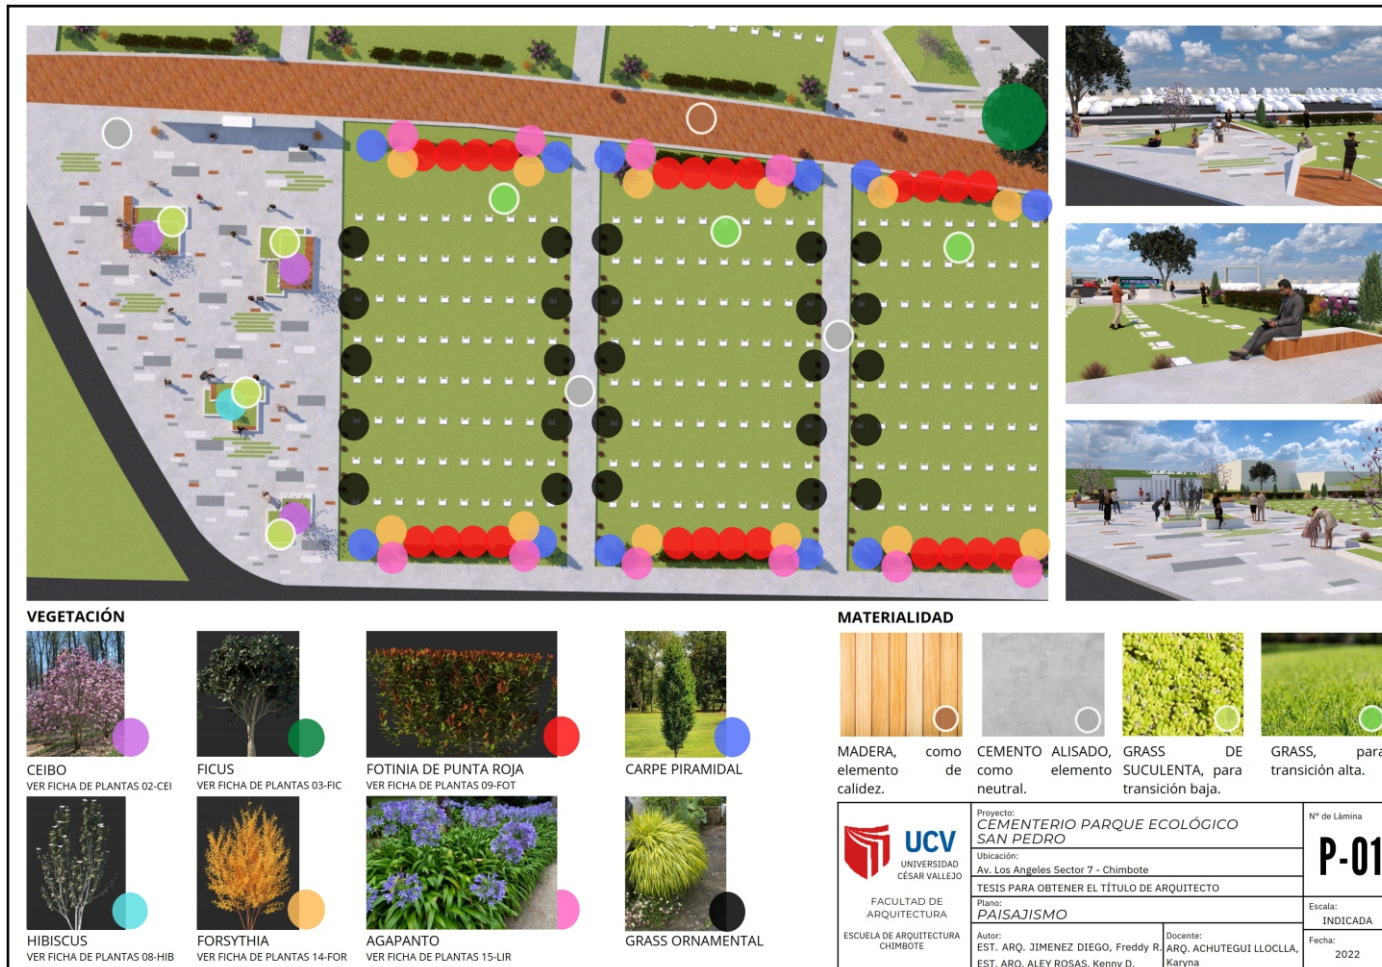 VEGETACIÓN
CEIBO
VER FICHA DE PLANTAS 02-CEI
FICUS
VER FICHA DE PLANTAS 03-FIC
FOTINIA DE PUNTA ROJA
VER FICHA DE PLANTAS 09-FOT
CARPE PIRAMIDAL
HIBISCUS
VER FICHA DE PLANTAS 08-HIB
FORSYTHIA
VER FICHA DE PLANTAS 14-FOR
AGAPANTO
VER FICHA DE PLANTAS 15-LIR
GRASS ORNAMENTAL
MATERIALIDAD
MADERA, como
elemento de
calidez.
CEMENTO ALISADO,
como elemento
neutral.
GRASS DE
SUCULENTA, para
transición baja.
GRASS, para
transición alta.
UCV
UNIVERSIDAD
CÉSAR VALLEJO
FACULTAD DE
ARQUITECTURA
ESCUELA DE ARQUITECTURA
CHIMBOTE
Proyecto:
CEMENTERIO PARQUE ECOLÓGICO
SAN PEDRO
Ubicación:
Av. Los Angeles Sector 7 - Chimbote
TESIS PARA OBTENER EL TÍTULO DE ARQUITECTO
Plano:
PAISAJISMO
Autor:
EST. ARQ. JIMENEZ DIEGO, Freddy R.
EST. ARQ. ALEY ROSAS, Kenny D.
Docente:
ARQ. ACHUTEGUI LLOCLLA,
Karyna
N° de Lámina
P-01
Escala:
INDICADA
Fecha:
2022